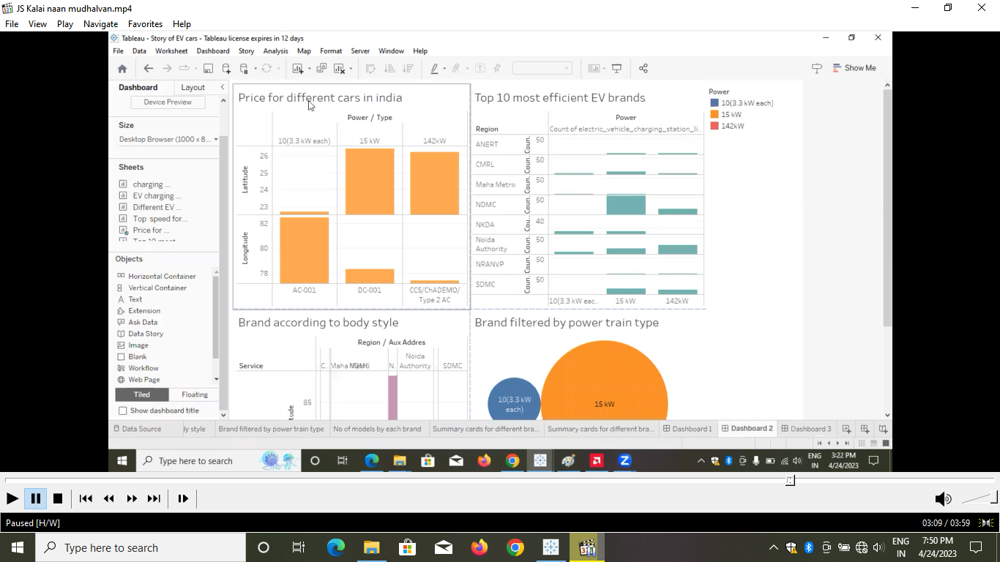 JS Kalai naan mudhalvan.mp4
File View Play Navigate Favorites Help
Tableau - Story of EV cars - Tableau license expires in 12 days
File Data Worksheet Dashboard Story Analysis Map Format Server Window Help
Show Me
Dashboard Layout
Device Preview
Size
Desktop Browser (1000 x 8...
Sheets
charging ...
EV charging ...
Different EV ...
Top speed for...
Price for ...
Objects
Horizontal Container
Vertical Container
Text
Extension
Ask Data
Data Story
Image
Blank
Workflow
Web Page
Tiled Floating
Show dashboard title
Price for different cars in india
Power / Type
10(3.3 kW each) 15 kW 142kW
Latitude
26
25
24
23
Longitude
82
80
78
AC-001 DC-001 CCS/ChADEMO/
Type 2 AC
Top 10 most efficient EV brands
Power
Region Count of electric_vehicle_charging_station_li..
ANERT Coun. 50
CMRL Coun. 50
Maha Metro Coun. 50
NDMC Coun. 50
NKDA Cou.. 40
Noida
Authority Coun. 50
NRANVP Coun. 50
SDMC Coun. 50
10(3.3 kW eac.. 15 kW 142kW
Power
10(3.3 kW each)
15 kW
142kW
Brand according to body style
Region / Aux Addres
Service C.. Maha Metro N. Noida
Authority . SDMC
85
Brand filtered by power train type
10(3.3 kW
each)
15 kW
Data Source ly style Brand filtered by power train type No of models by each brand Summary cards for different bra... Summary cards for different bra... Dashboard 1 Dashboard 2 Dashboard 3
Type here to search
ENG
IN
3:22 PM
4/24/2023
Paused [H/W]
03:09 / 03:59
Type here to search
ENG
IN
7:50 PM
4/24/2023